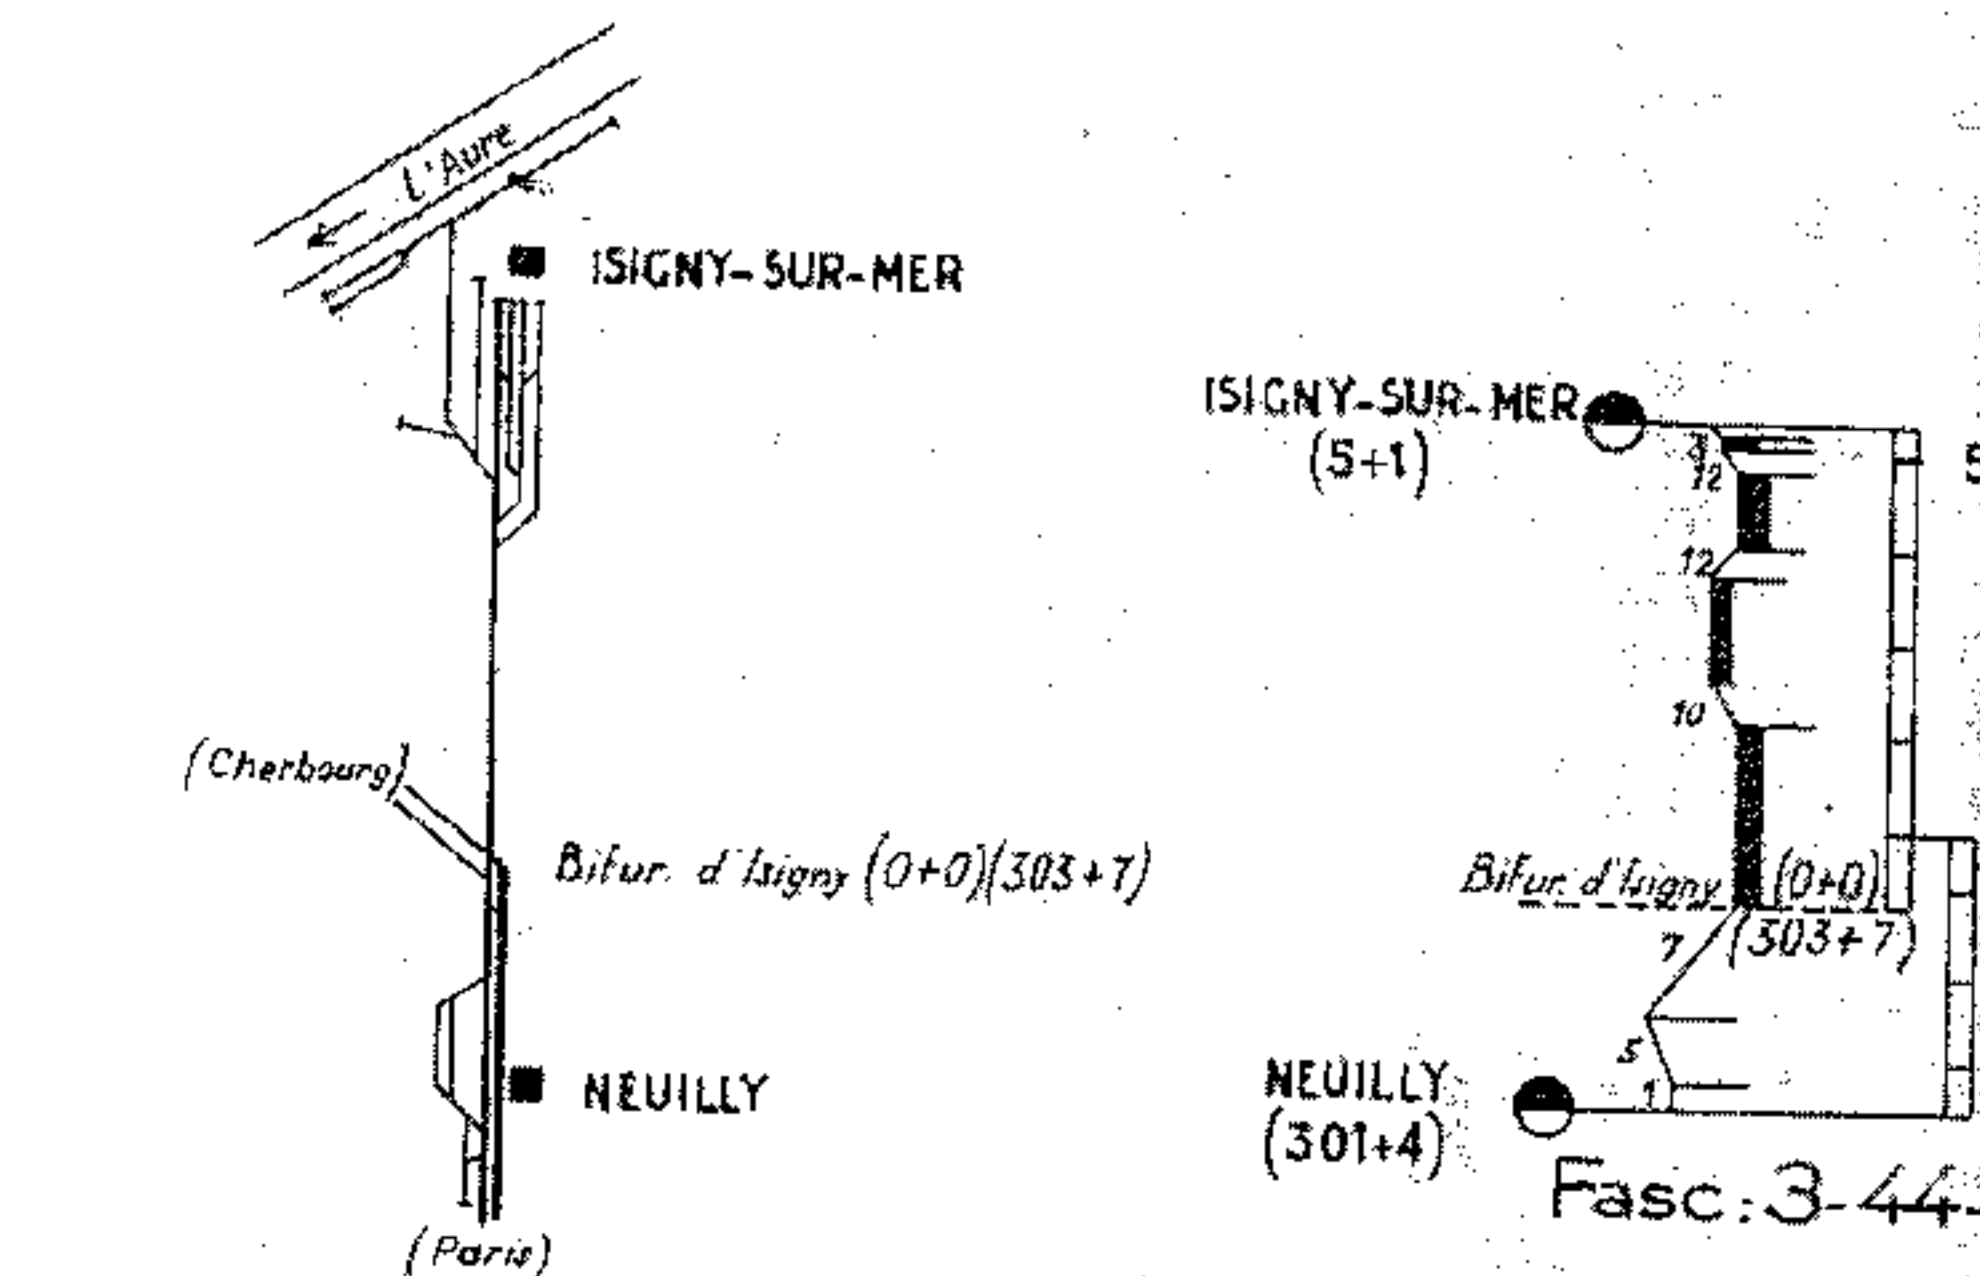 l'Aure
ISIGNY-SUR-MER
(Cherbourg)
Bifur. d'Isigny (0+0)(303+7)
NEUILLY
(Paris)
ISIGNY-SUR-MER
(5+1)
12
12
10
Bifur. d'Isigny (0+0)
(303+7)
7
5
1
NEUILLY
(301+4)
Fasc: 3-44